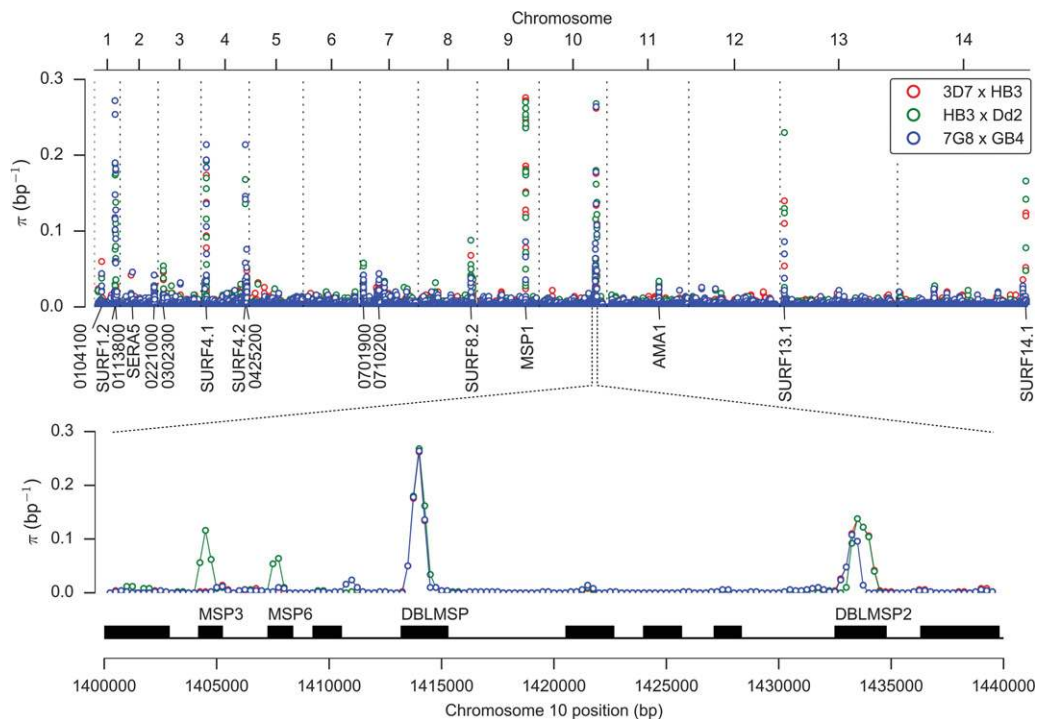 Chromosome
1 2 3 4 5 6 7 8 9 10 11 12 13 14
0.3
0.2
0.1
0.0
π (bp⁻¹)
3D7 x HB3
HB3 x Dd2
7G8 x GB4
0104100
SURF1.2
0113800
SERA5
0221000
0302300
SURF4.1
SURF4.2
0425200
0701900
0710200
SURF8.2
MSP1
AMA1
SURF13.1
SURF14.1
0.3
0.2
0.1
0.0
π (bp⁻¹)
MSP3 MSP6 DBLMSP DBLMSP2
1400000 1405000 1410000 1415000 1420000 1425000 1430000 1435000 1440000
Chromosome 10 position (bp)